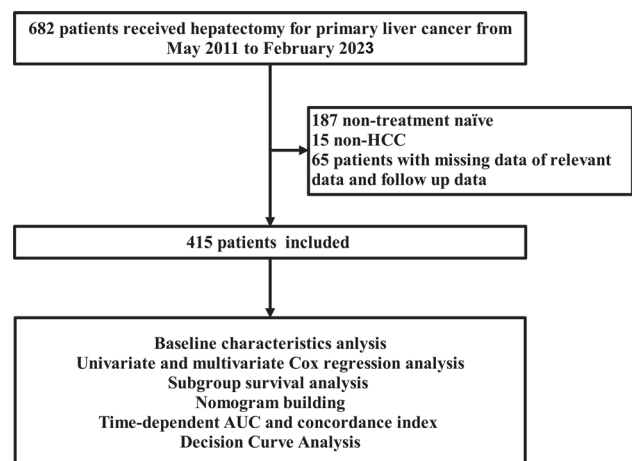 682 patients received hepatectomy for primary liver cancer from
May 2011 to February 2023
187 non-treatment naïve
15 non-HCC
65 patients with missing data of relevant
data and follow up data
415 patients included
Baseline characteristics anlysis
Univariate and multivariate Cox regression analysis
Subgroup survival analysis
Nomogram building
Time-dependent AUC and concordance index
Decision Curve Analysis